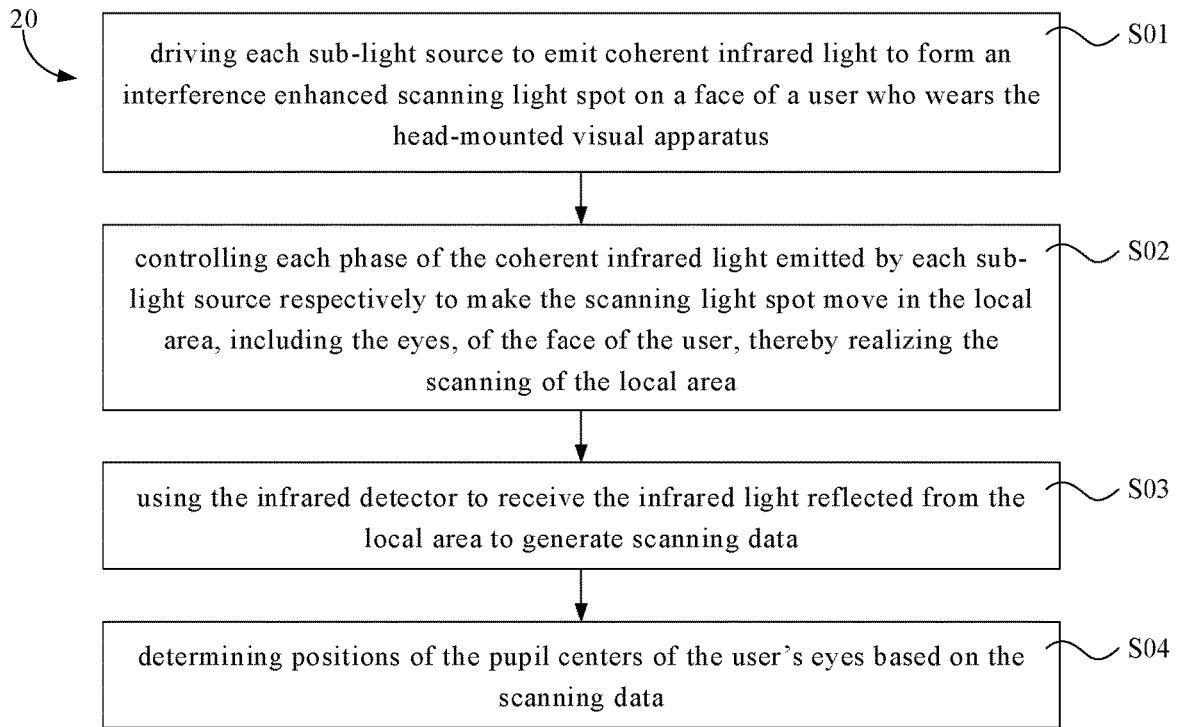 20
driving each sub-light source to emit coherent infrared light to form an
interference enhanced scanning light spot on a face of a user who wears the
head-mounted visual apparatus
S01
controlling each phase of the coherent infrared light emitted by each sub-
light source respectively to make the scanning light spot move in the local
area, including the eyes, of the face of the user, thereby realizing the
scanning of the local area
S02
using the infrared detector to receive the infrared light reflected from the
local area to generate scanning data
S03
determining positions of the pupil centers of the user’s eyes based on the
scanning data
S04